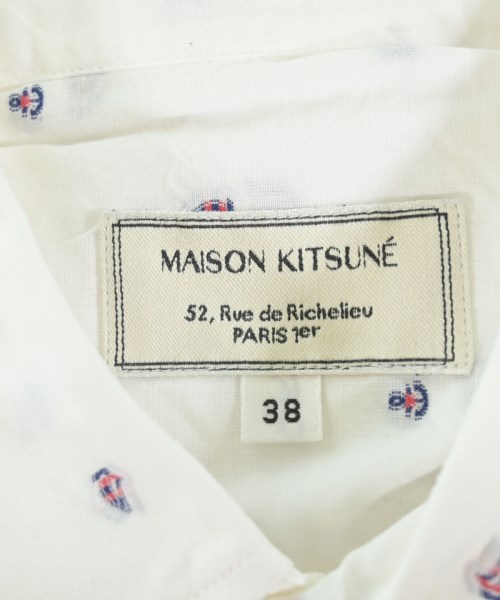 MAISON KITSUNÉ
52, Rue de Richelieu
PARIS 1er
38